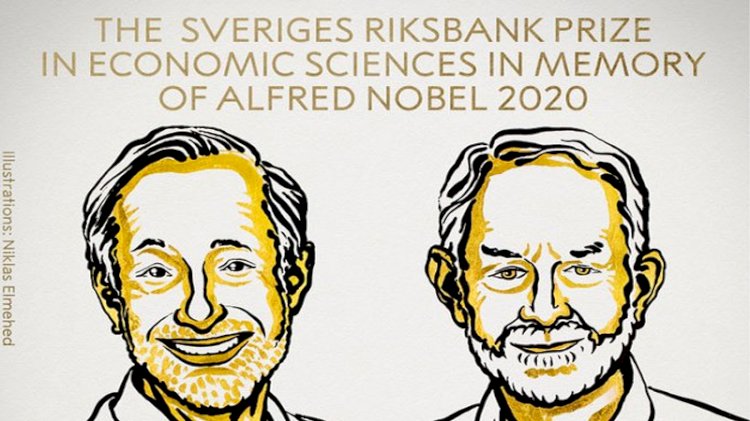 THE SVERIGES RIKSBANK PRIZE
IN ECONOMIC SCIENCES IN MEMORY
OF ALFRED NOBEL 2020
Illustrations: Niklas Elmehed